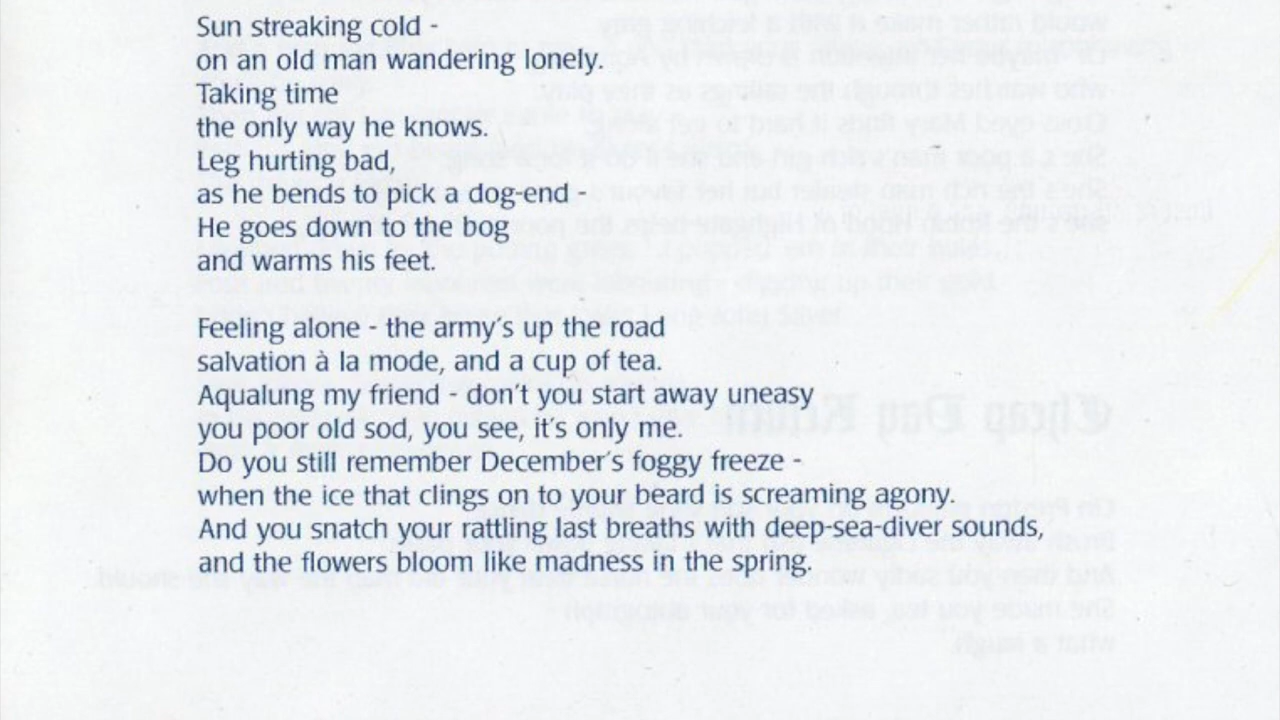 Sun streaking cold -
on an old man wandering lonely.
Taking time
the only way he knows.
Leg hurting bad,
as he bends to pick a dog-end -
He goes down to the bog
and warms his feet.
Feeling alone - the army's up the road
salvation à la mode, and a cup of tea.
Aqualung my friend - don't you start away uneasy
you poor old sod, you see, it's only me.
Do you still remember December's foggy freeze -
when the ice that clings on to your beard is screaming agony.
And you snatch your rattling last breaths with deep-sea-diver sounds,
and the flowers bloom like madness in the spring.